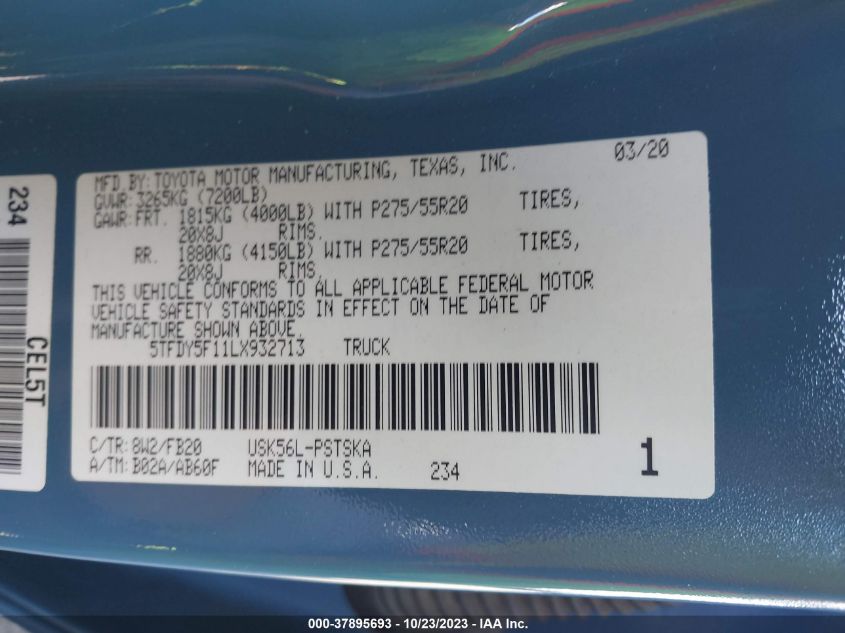 MFD BY: TOYOTA MOTOR MANUFACTURING, TEXAS, INC. 03/20
GVWR: 3265KG (7200LB)
GAWR: FRT. 1815KG (4000LB) WITH P275/55R20 TIRES,
20X8J RIMS.
RR. 1880KG (4150LB) WITH P275/55R20 TIRES,
20X8J RIMS.
THIS VEHICLE CONFORMS TO ALL APPLICABLE FEDERAL MOTOR
VEHICLE SAFETY STANDARDS IN EFFECT ON THE DATE OF
MANUFACTURE SHOWN ABOVE.
5TFDY5F11LX932713 TRUCK
C/TR: 8W2/FB20 USK56L-PSTSKA
A/TM: B02A/AB60F MADE IN U.S.A. 234
1
234
CEL5T
000-37895693 - 10/23/2023 - © IAA Inc.